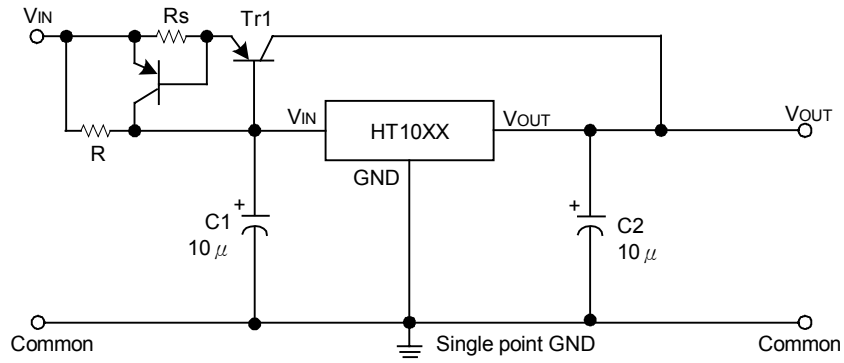 VIN
Rs
Tr1
R
VIN
HT10XX
VOUT
GND
VOUT
+
C1
10 μ
+
C2
10 μ
Common
Single point GND
Common